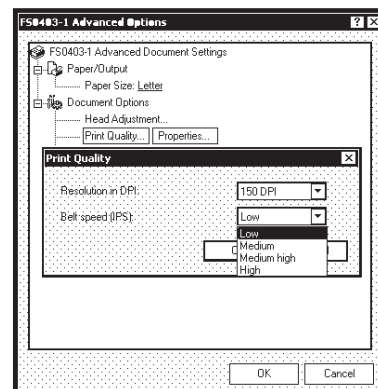 FS0403-1 Advanced Options
FS0403-1 Advanced Document Settings
Paper/Output
Paper Size: Letter
Document Options
Head Adjustment...
Print Quality... Properties...
Print Quality
Resolution in DPI: 150 DPI
Belt speed (IPS): Low
Low
Medium
Medium high
High
OK Cancel